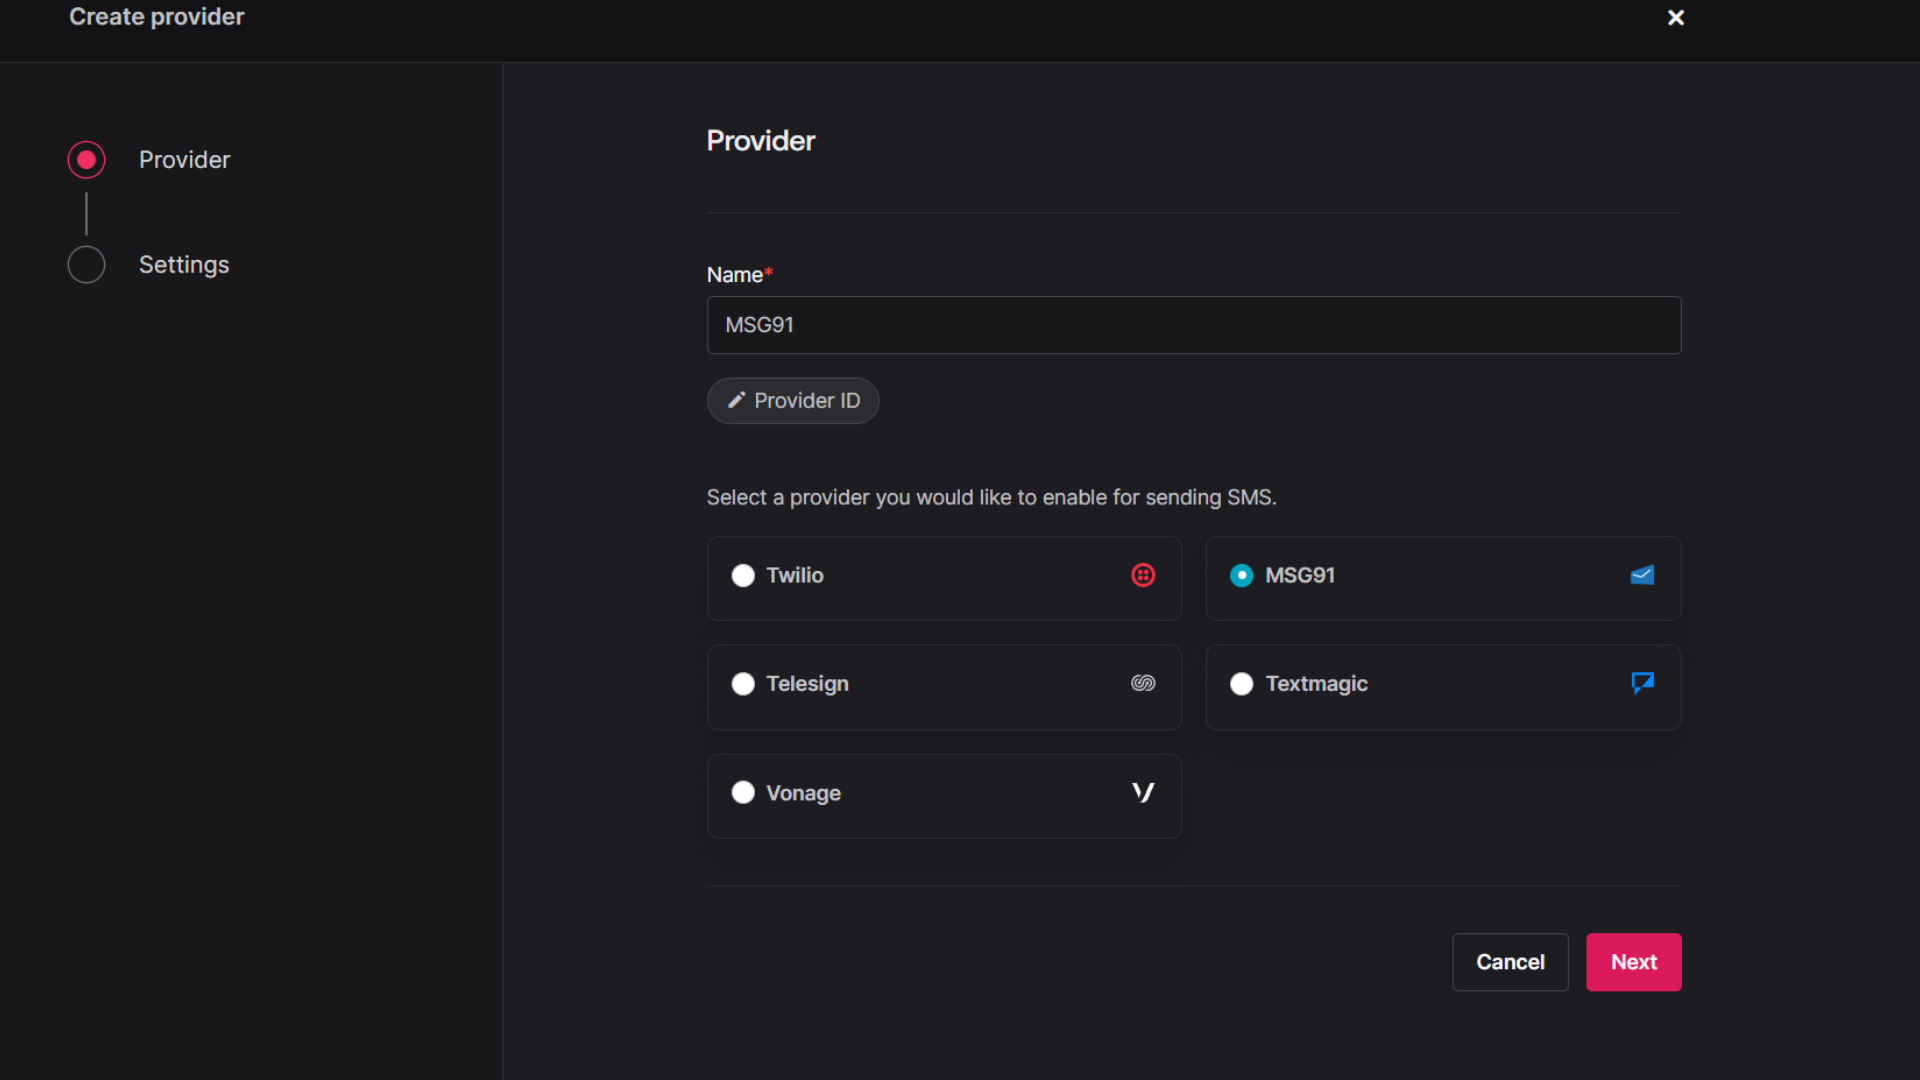 Create provider
Provider
Settings
Provider
Name*
MSG91
Provider ID
Select a provider you would like to enable for sending SMS.
Twilio
MSG91
Telesign
Textmagic
Vonage
Cancel
Next